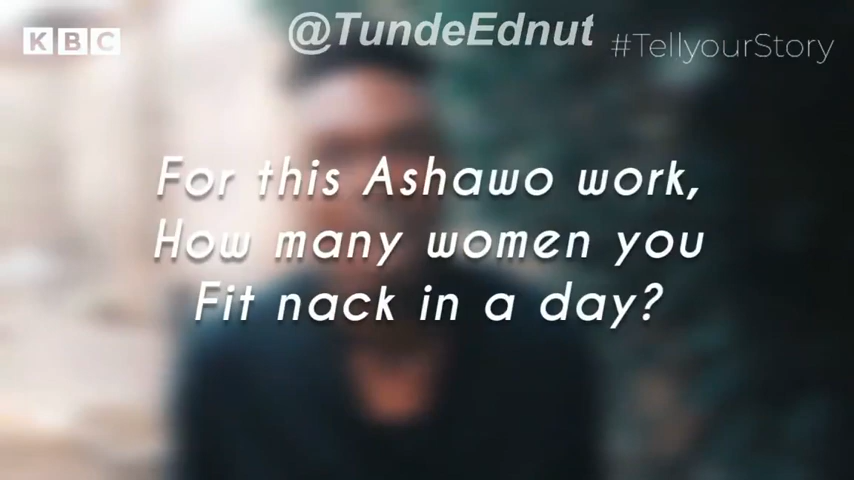 KBC
@TundeEdnut
#TellyourStory
For this Ashawo work,
How many women you
Fit nack in a day?